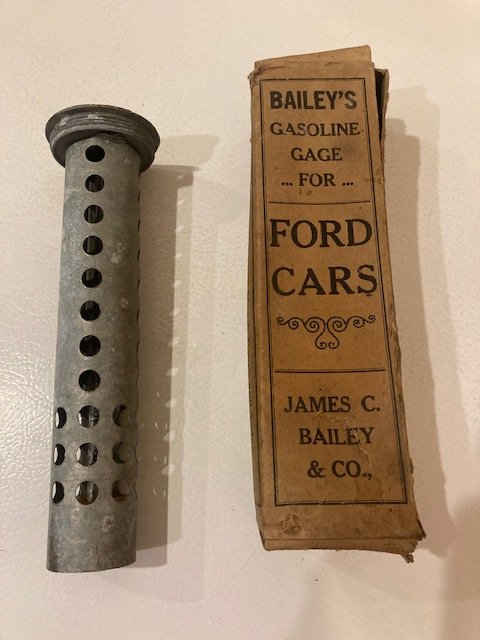 BAILEY'S
GASOLINE
GAGE
... FOR ...
FORD
CARS
JAMES C.
BAILEY
& CO.,